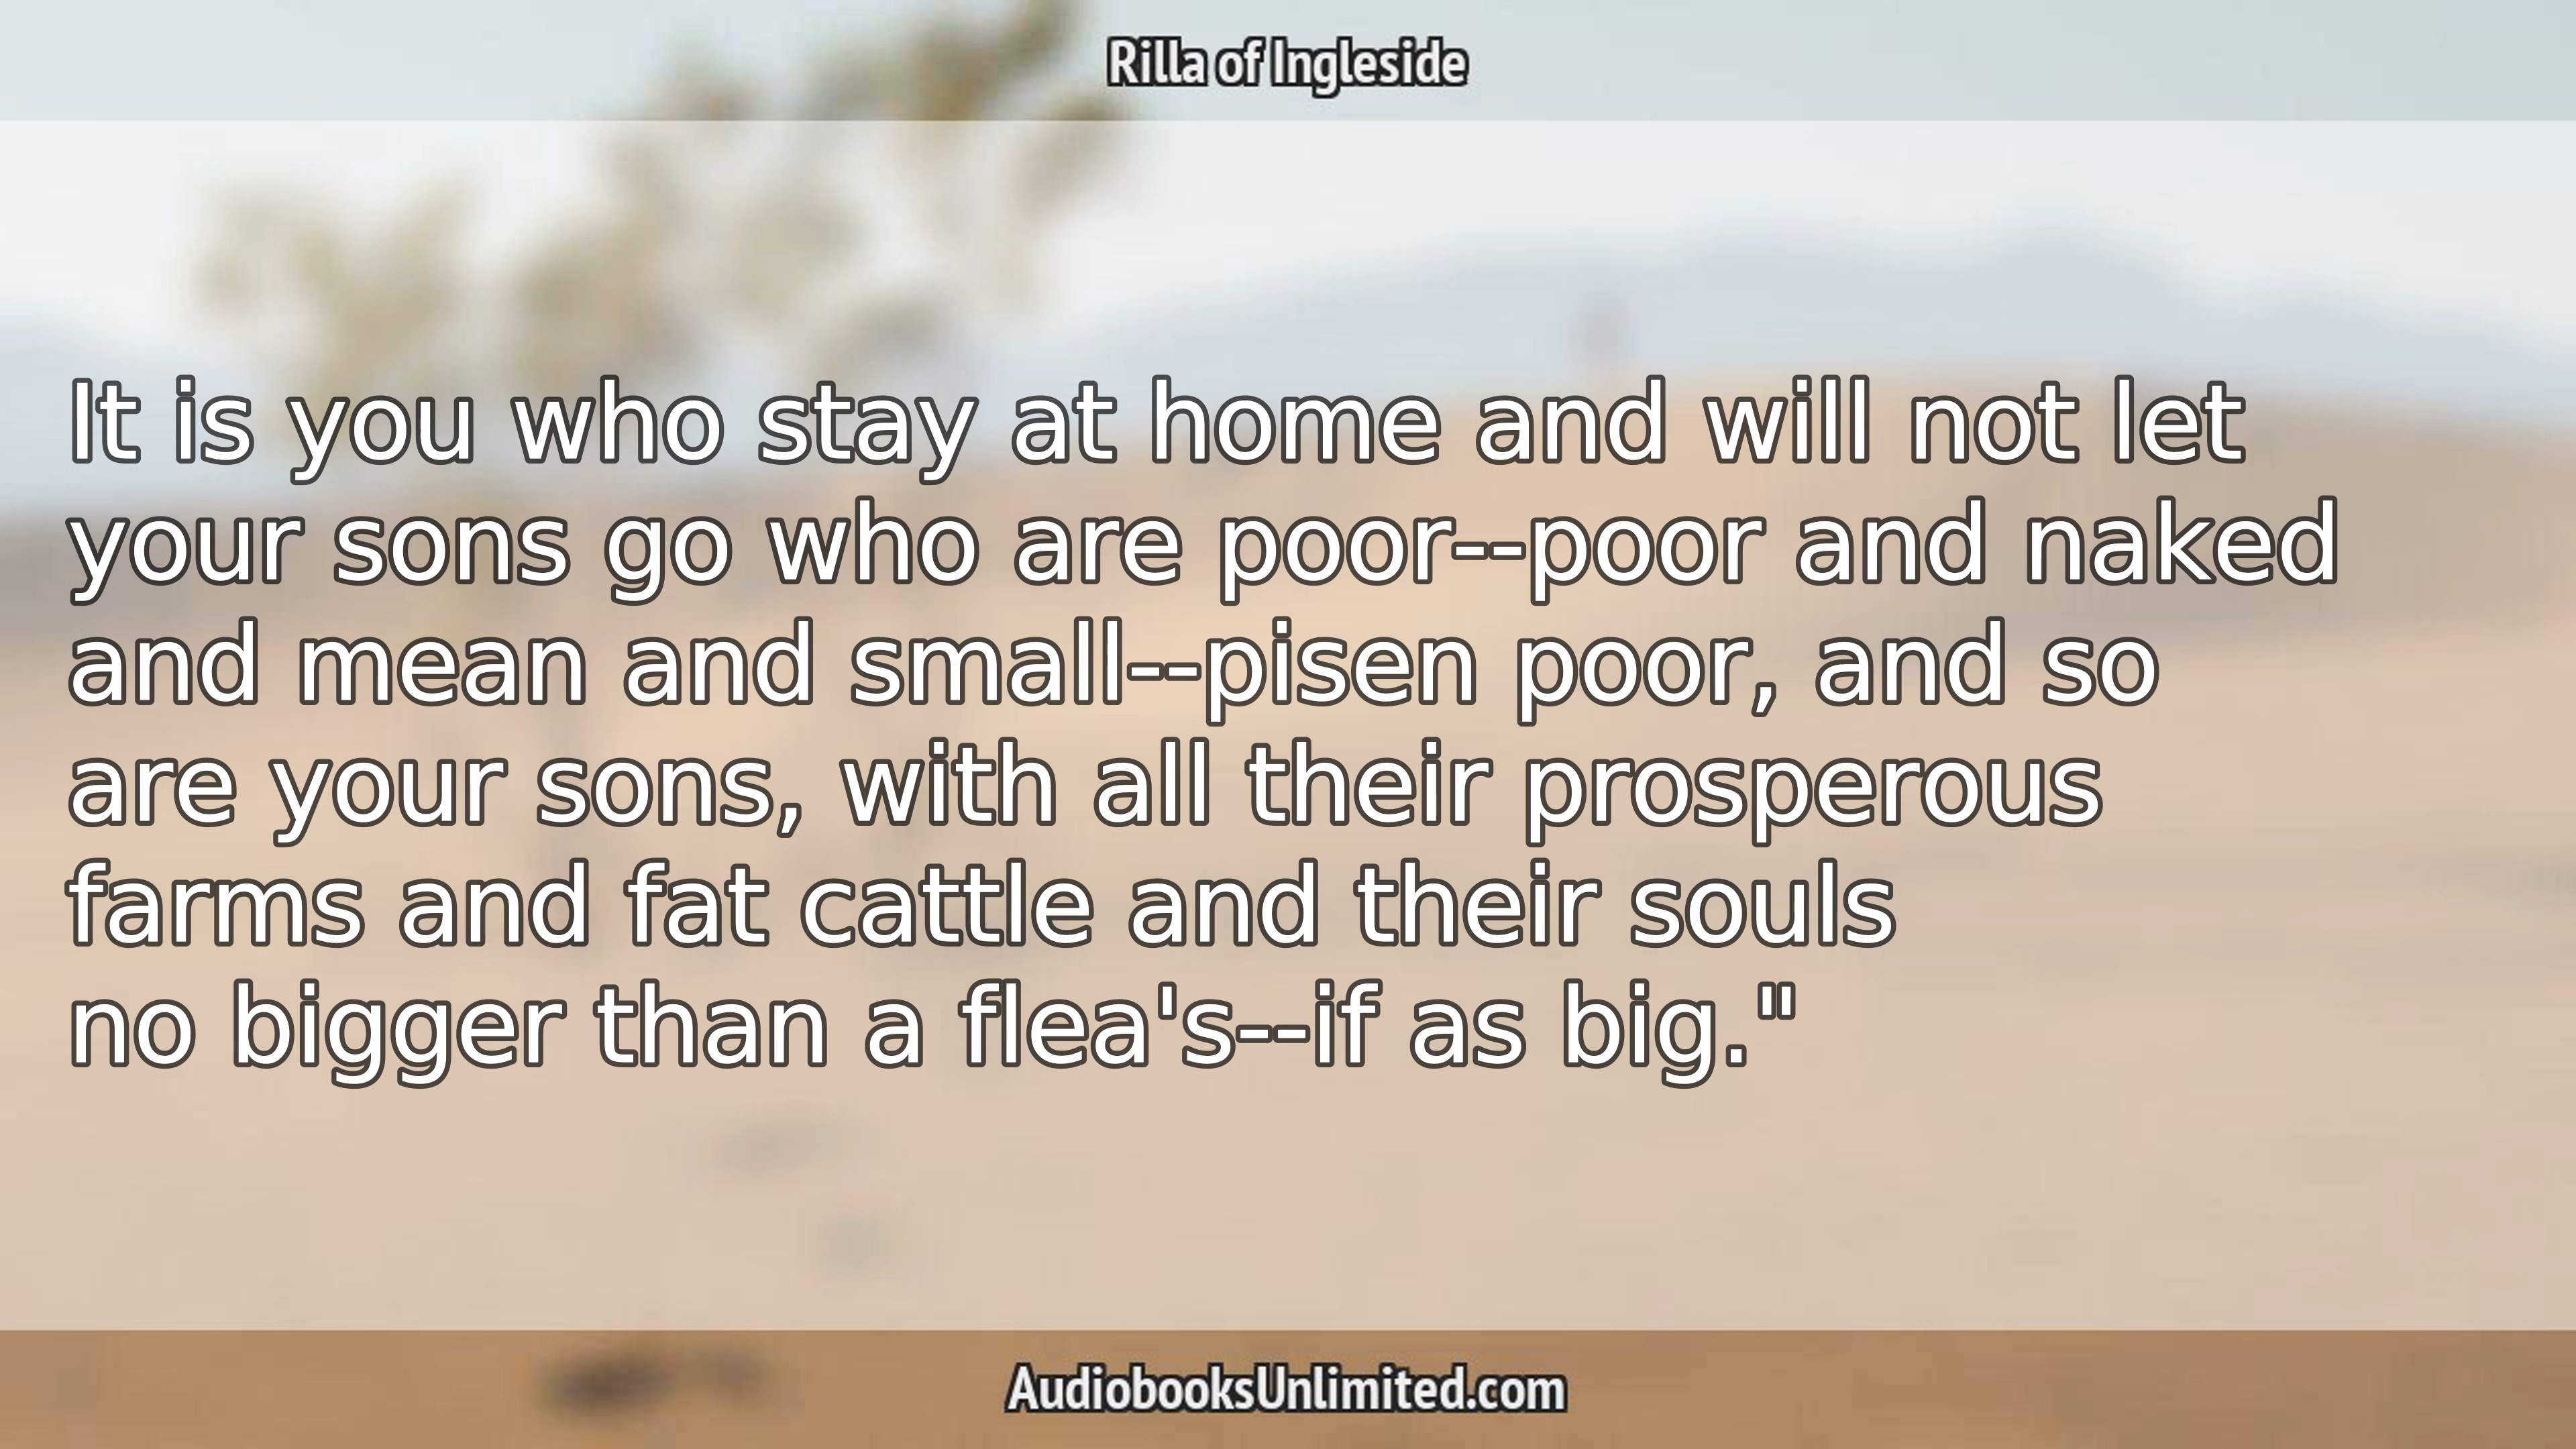 Rilla of Ingleside
It is you who stay at home and will not let
your sons go who are poor--poor and naked
and mean and small--pisen poor, and so
are your sons, with all their prosperous
farms and fat cattle and their souls
no bigger than a flea's--if as big."
AudiobooksUnlimited.com